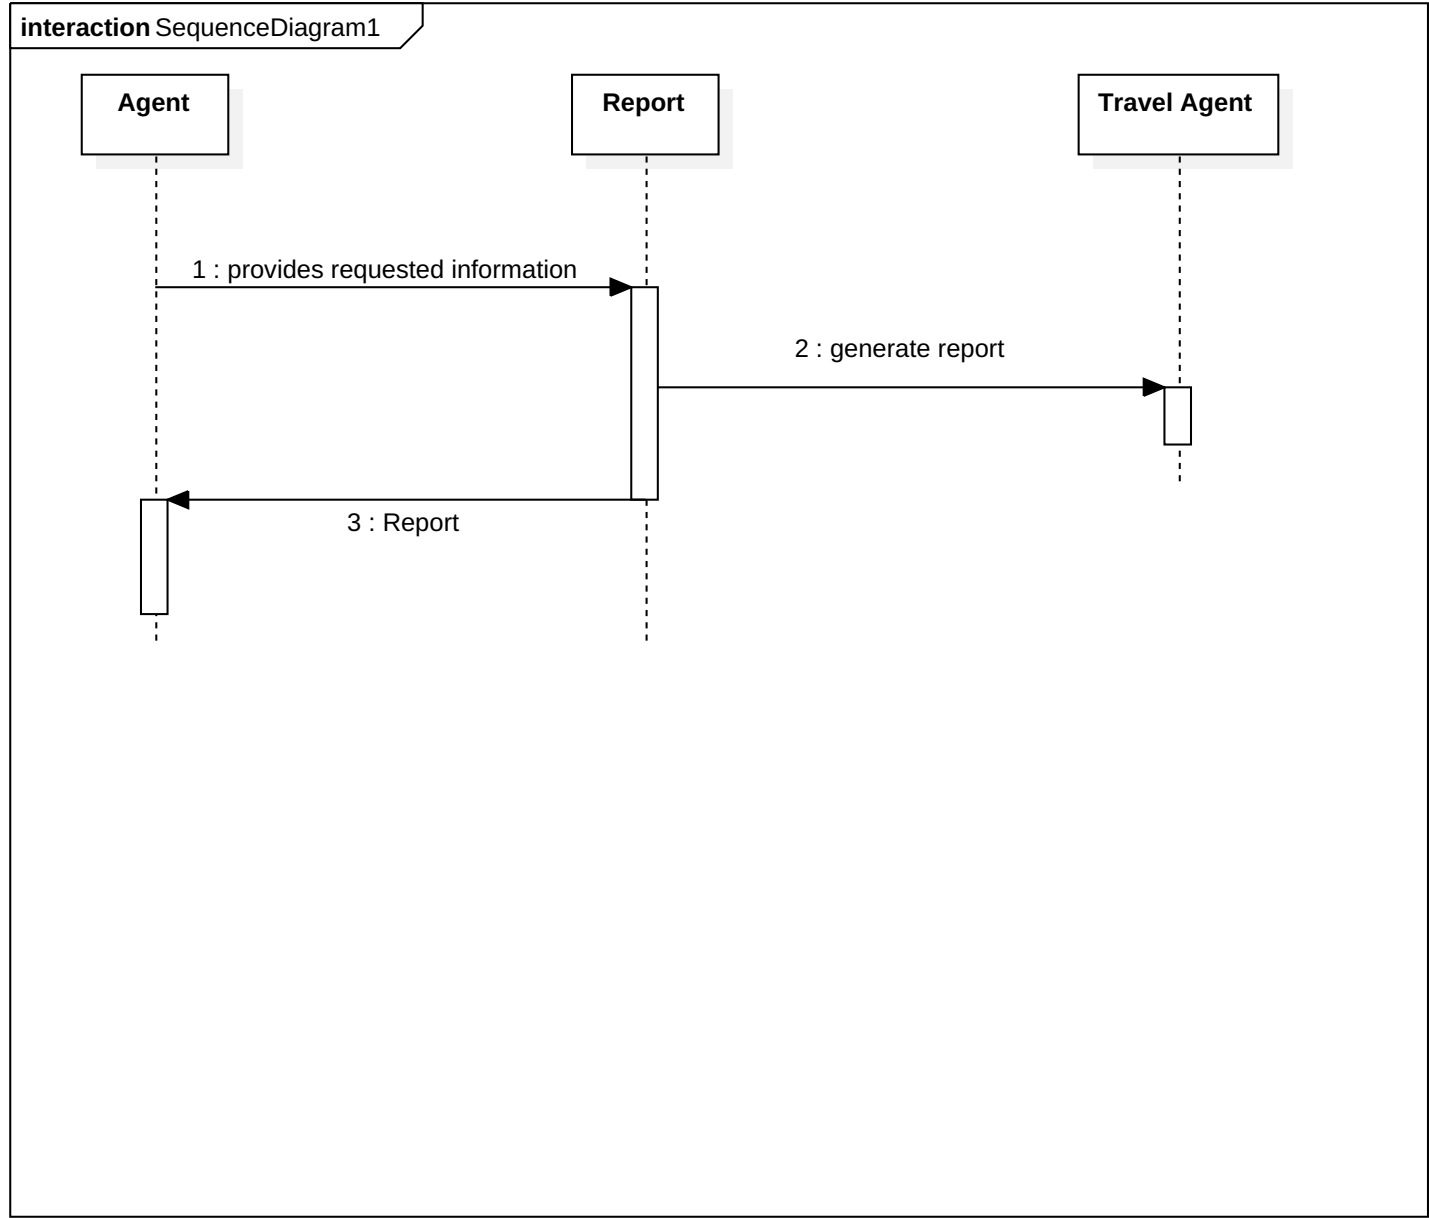 interaction SequenceDiagram1
Agent
Report
Travel Agent
1 : provides requested information
2 : generate report
3 : Report